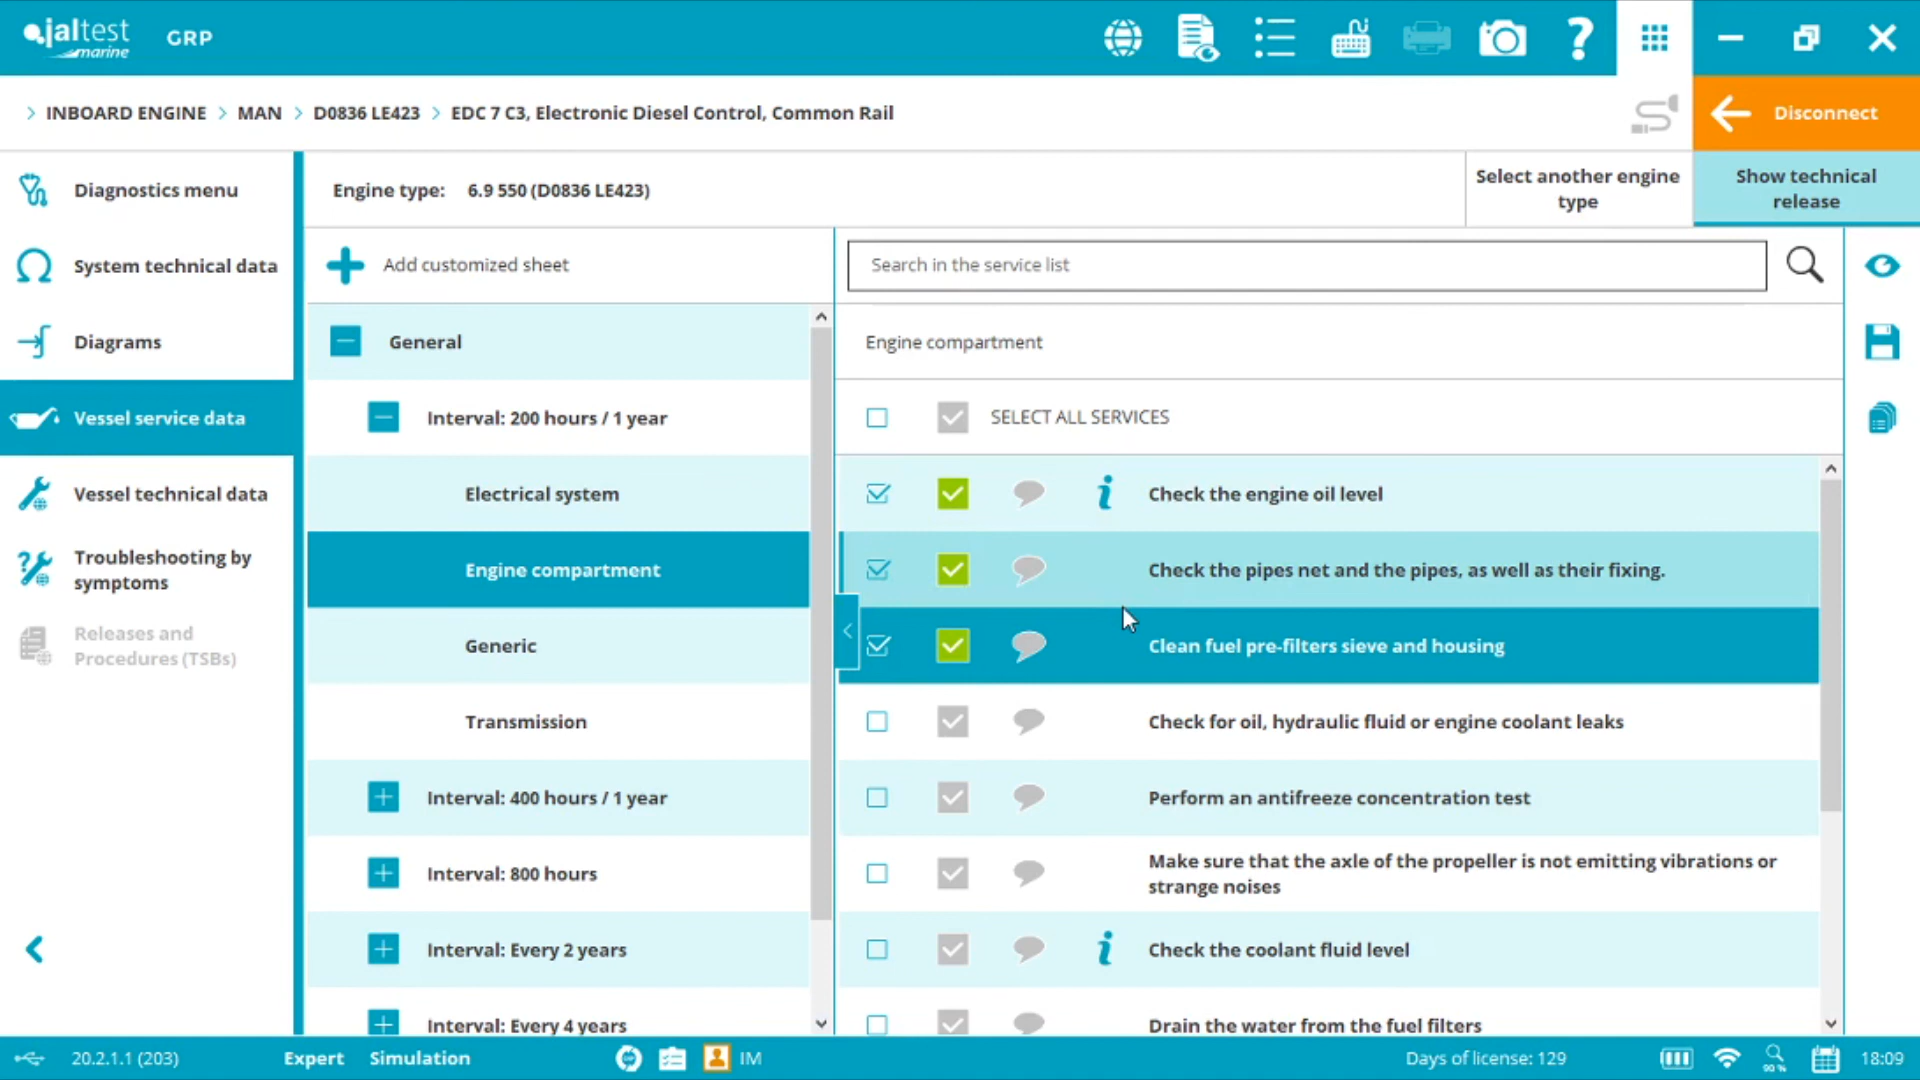 jaltest
marine
GRP
INBOARD ENGINE > MAN > D0836 LE423 > EDC 7 C3, Electronic Diesel Control, Common Rail
Disconnect
Diagnostics menu
System technical data
Diagrams
Vessel service data
Vessel technical data
Troubleshooting by
symptoms
Releases and
Procedures (TSBs)
Engine type: 6.9 550 (D0836 LE423)
Select another engine
type
Show technical
release
Add customized sheet
General
Interval: 200 hours / 1 year
Electrical system
Engine compartment
Generic
Transmission
Interval: 400 hours / 1 year
Interval: 800 hours
Interval: Every 2 years
Interval: Every 4 years
Search in the service list
Engine compartment
SELECT ALL SERVICES
Check the engine oil level
Check the pipes net and the pipes, as well as their fixing.
Clean fuel pre-filters sieve and housing
Check for oil, hydraulic fluid or engine coolant leaks
Perform an antifreeze concentration test
Make sure that the axle of the propeller is not emitting vibrations or
strange noises
Check the coolant fluid level
Drain the water from the fuel filters
20.2.1.1 (203)
Expert
Simulation
IM
Days of license: 129
90 %
18:09